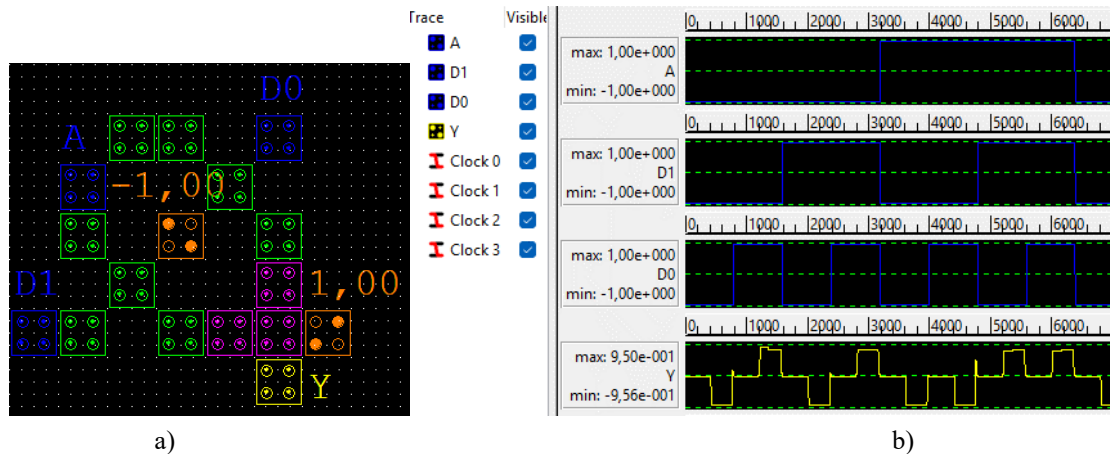 D0
A
-1,00
D1
1,00
Y
Trace Visible
A
D1
D0
Y
Clock 0
Clock 1
Clock 2
Clock 3
0 1000 2000 3000 4000 5000 6000
max: 1,00e+000
A
min: -1,00e+000
0 1000 2000 3000 4000 5000 6000
max: 1,00e+000
D1
min: -1,00e+000
0 1000 2000 3000 4000 5000 6000
max: 1,00e+000
D0
min: -1,00e+000
0 1000 2000 3000 4000 5000 6000
max: 9,50e-001
Y
min: -9,56e-001
a) b)